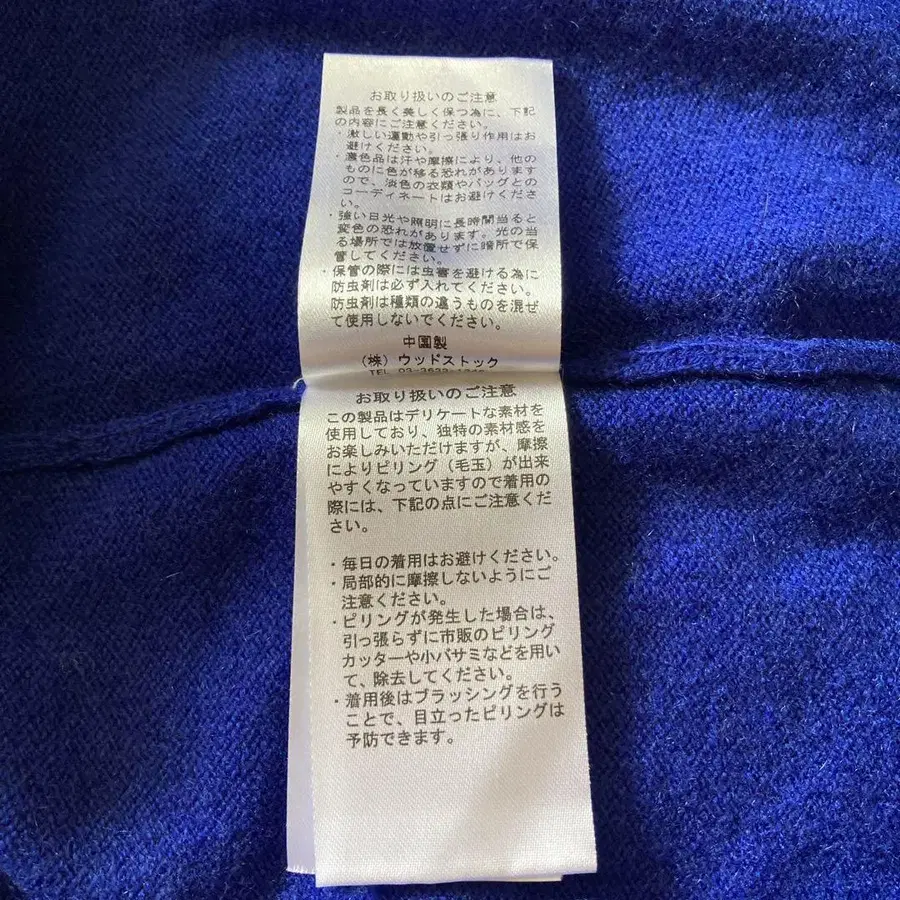 お取り扱いのご注意
製品を長く美しく保つ為に、下記
の内容にご注意ください。
・激しい運動や引っ張り作用はお
避けください。
・濃色品は汗や摩擦により、他の
ものに色が移る恐れがあります
ので、淡色の衣類やバッグとの
コーディネートはお避けくださ
い。
・強い日光や照明に長時間当ると
変色の恐れがあります。光の当
る場所では放置せずに暗所で保
管してください。
・保管の際には虫害を避ける為に
防虫剤は必ず入れてください。
防虫剤は種類の違うものを混ぜ
て使用しないでください。
中国製
(株) ウッドストック
TEL
お取り扱いのご注意
この製品はデリケートな素材を
使用しており、独特の素材感を
お楽しみいただけますが、摩擦
によりピリング（毛玉）が出来
やすくなっていますので着用の
際には、下記の点にご注意くだ
さい。
・毎日の着用はお避けください。
・局部的に摩擦しないようにご
注意ください。
・ピリングが発生した場合は、
引っ張らずに市販のピリング
カッターや小バサミなどを用い
て、除去してください。
・着用後はブラッシングを行う
ことで、目立ったピリングは
予防できます。